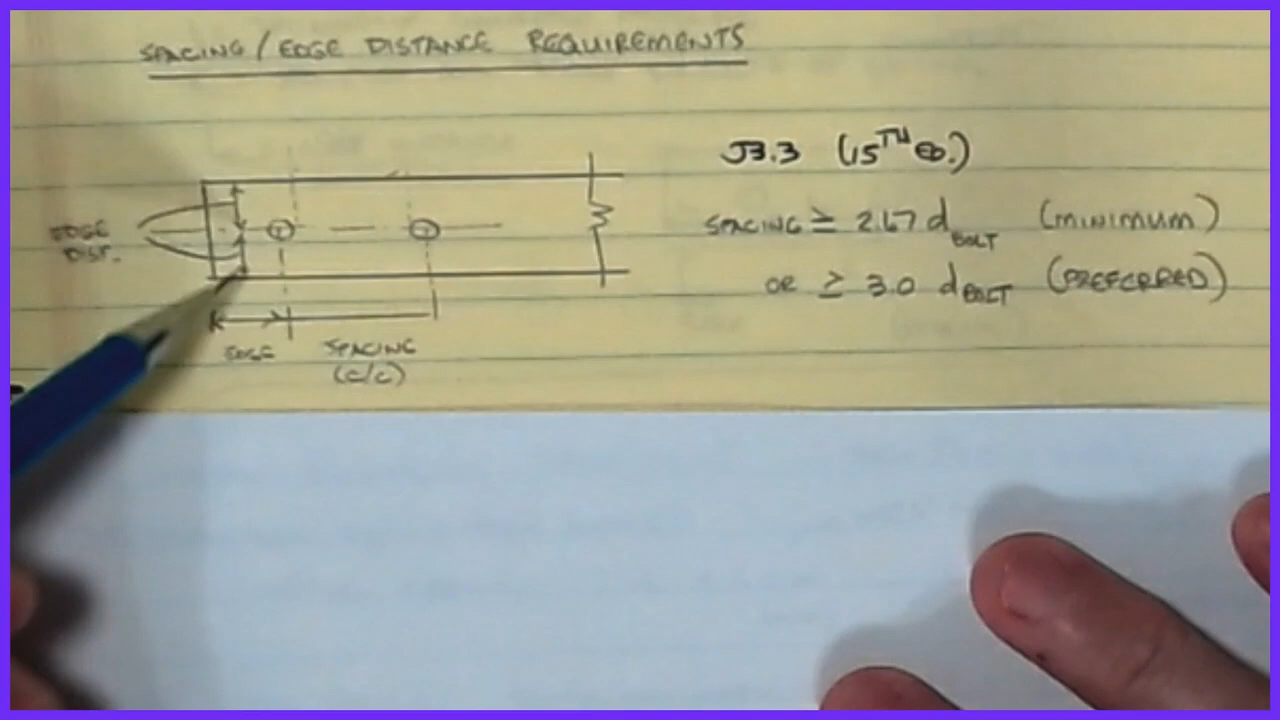 SPACING / EDGE DISTANCE REQUIREMENTS
J3.3 (15TH ED.)
SPACING ≥ 2.67 dBOLT (MINIMUM)
OR ≥ 3.0 dBOLT (PREFERRED)
EDGE
DIST.
EDGE
SPACING
(c/c)